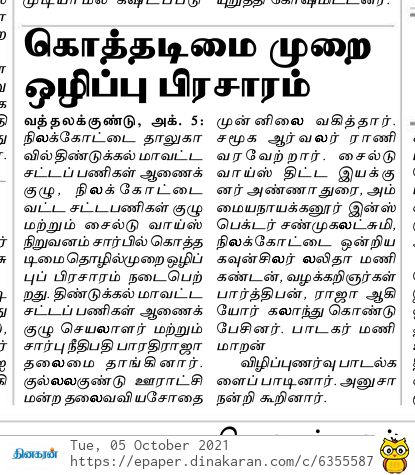 கொத்தடிமை முறை
ஒழிப்பு பிரசாரம்
வத்தலக்குண்டு, அக். 5:
நிலக்கோட்டை தாலுகா
வில் திண்டுக்கல் மாவட்ட
சட்டப் பணிகள் ஆணைக்
குழு, நிலக்கோட்டை
வட்ட சட்டபணிகள் குழு
மற்றும் சைல்டு வாய்ஸ்
நிறுவனம் சார்பில் கொத்த
டிமை தொழில்முறை ஒழிப்
புப் பிரசாரம் நடைபெற்
றது. திண்டுக்கல் மாவட்ட
சட்டப் பணிகள் ஆணைக்
குழு செயலாளர் மற்றும்
சார்பு நீதிபதி பாரதிராஜா
தலைமை தாங்கினார்.
குல்லலகுண்டு ஊராட்சி
மன்ற தலைவவி யசோதை
முன்னிலை வகித்தார்.
சமூக ஆர்வலர் ராணி
வரவேற்றார். சைல்டு
வாய்ஸ் திட்ட இயக்கு
னர் அண்ணாதுரை, அம்
மையநாயக்கனூர் இன்ஸ்
பெக்டர் சண்முகலட்சுமி,
நிலக்கோட்டை ஒன்றிய
கவுன்சிலர் லலிதா மணி
கண்டன், வழக்கறிஞர்கள்
பார்த்திபன், ராஜா ஆகி
யோர் கலாந்து கொண்டு
பேசினர். பாடகர் மணி
மாறன்
விழிப்புணர்வு பாடல்க
ளைப் பாடினார். அனுசா
நன்றி கூறினார்.
தினகரன்
Tue, 05 October 2021
https://epaper.dinakaran.com/c/6355587